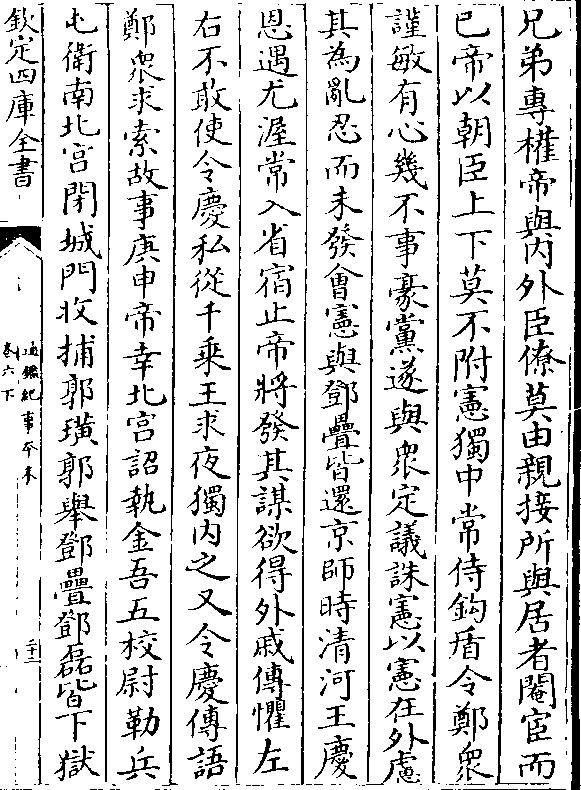 兄弟專權帝與内外臣僚莫由親接所與居者閹宦而
已帝以朝臣上下莫不附憲獨中常侍鈎盾令鄭衆
謹敏有心幾不事豪黨遂與衆定議誅憲以憲在外慮
其為亂忍而未發會憲與鄧疊皆還京師時清河王慶
恩遇尤渥常入省宿止帝將發其謀欲得外戚傳懼左
右不敢使令慶私從千乗王求夜獨内之又令慶傳語
鄭衆求索故事庚申帝幸北宫詔執金吾五校尉勒兵
屯衛南北宫閉城門收捕郭璜郭舉鄧疊鄧磊皆下獄
欽定四庫全書
通鑑紀事本末
卷六下
二十二